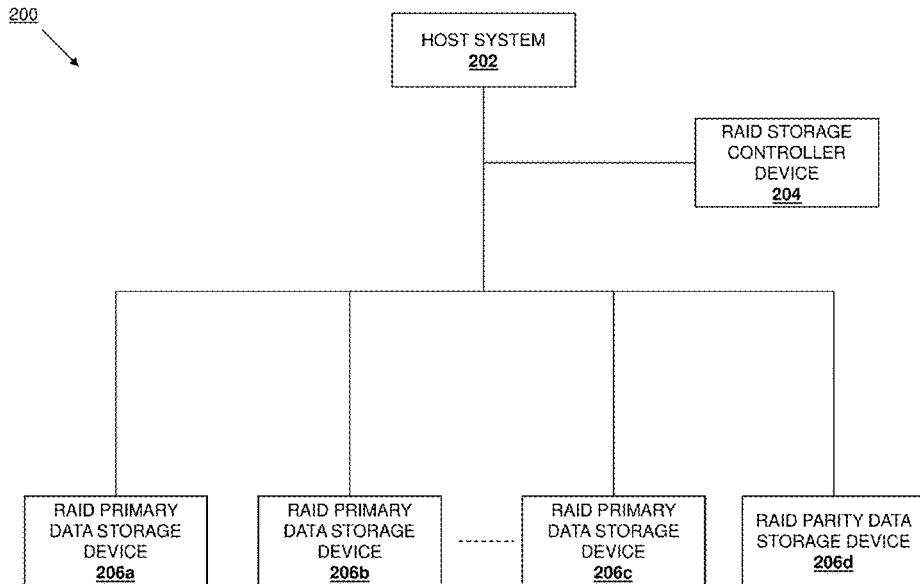 200
HOST SYSTEM
202
RAID STORAGE
CONTROLLER
DEVICE
204
RAID PRIMARY
DATA STORAGE
DEVICE
206a
RAID PRIMARY
DATA STORAGE
DEVICE
206b
RAID PRIMARY
DATA STORAGE
DEVICE
206c
RAID PARITY DATA
STORAGE DEVICE
206d